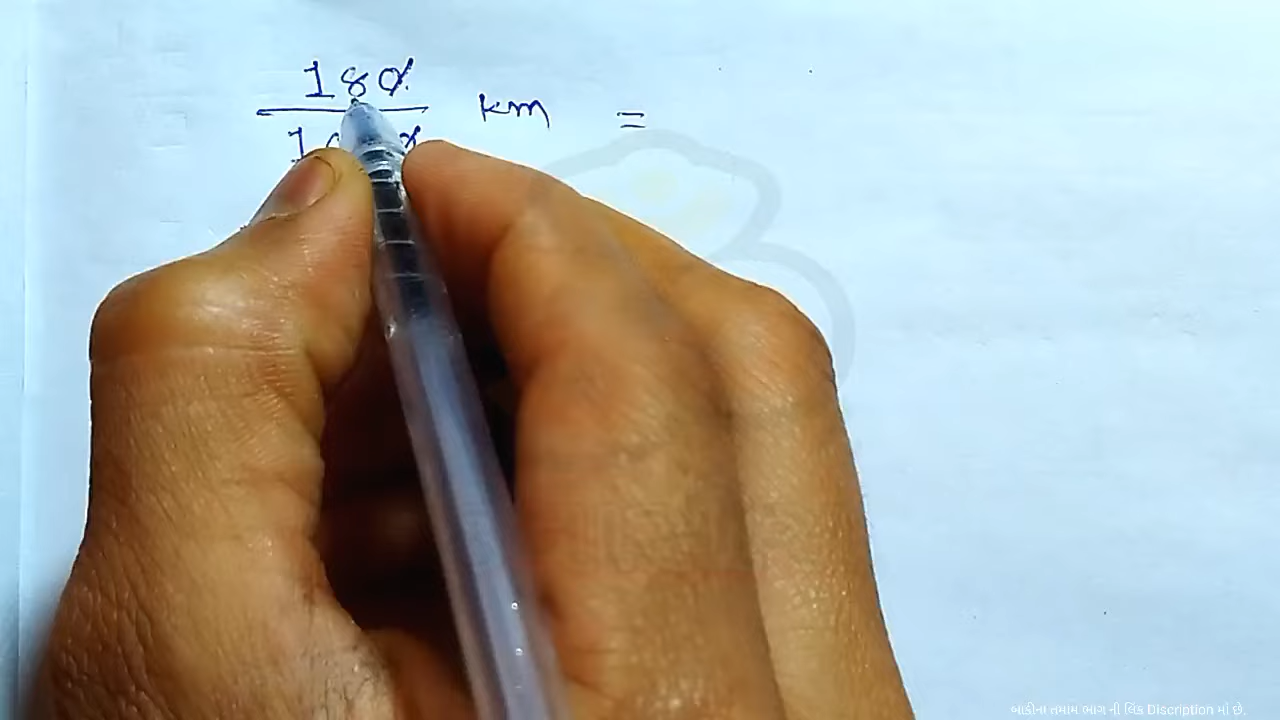 180 km =
બાકીના તમામ ભાગ ની લિંક Discription માં છે.